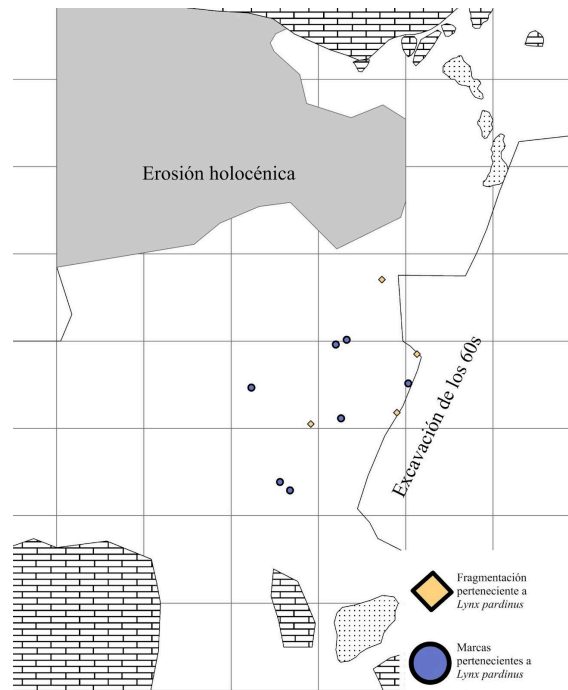 Erosión holocénica
Excavación de los 60s
Fragmentación
perteneciente a
Lynx pardinus
Marcas
pertenecientes a
Lynx pardinus